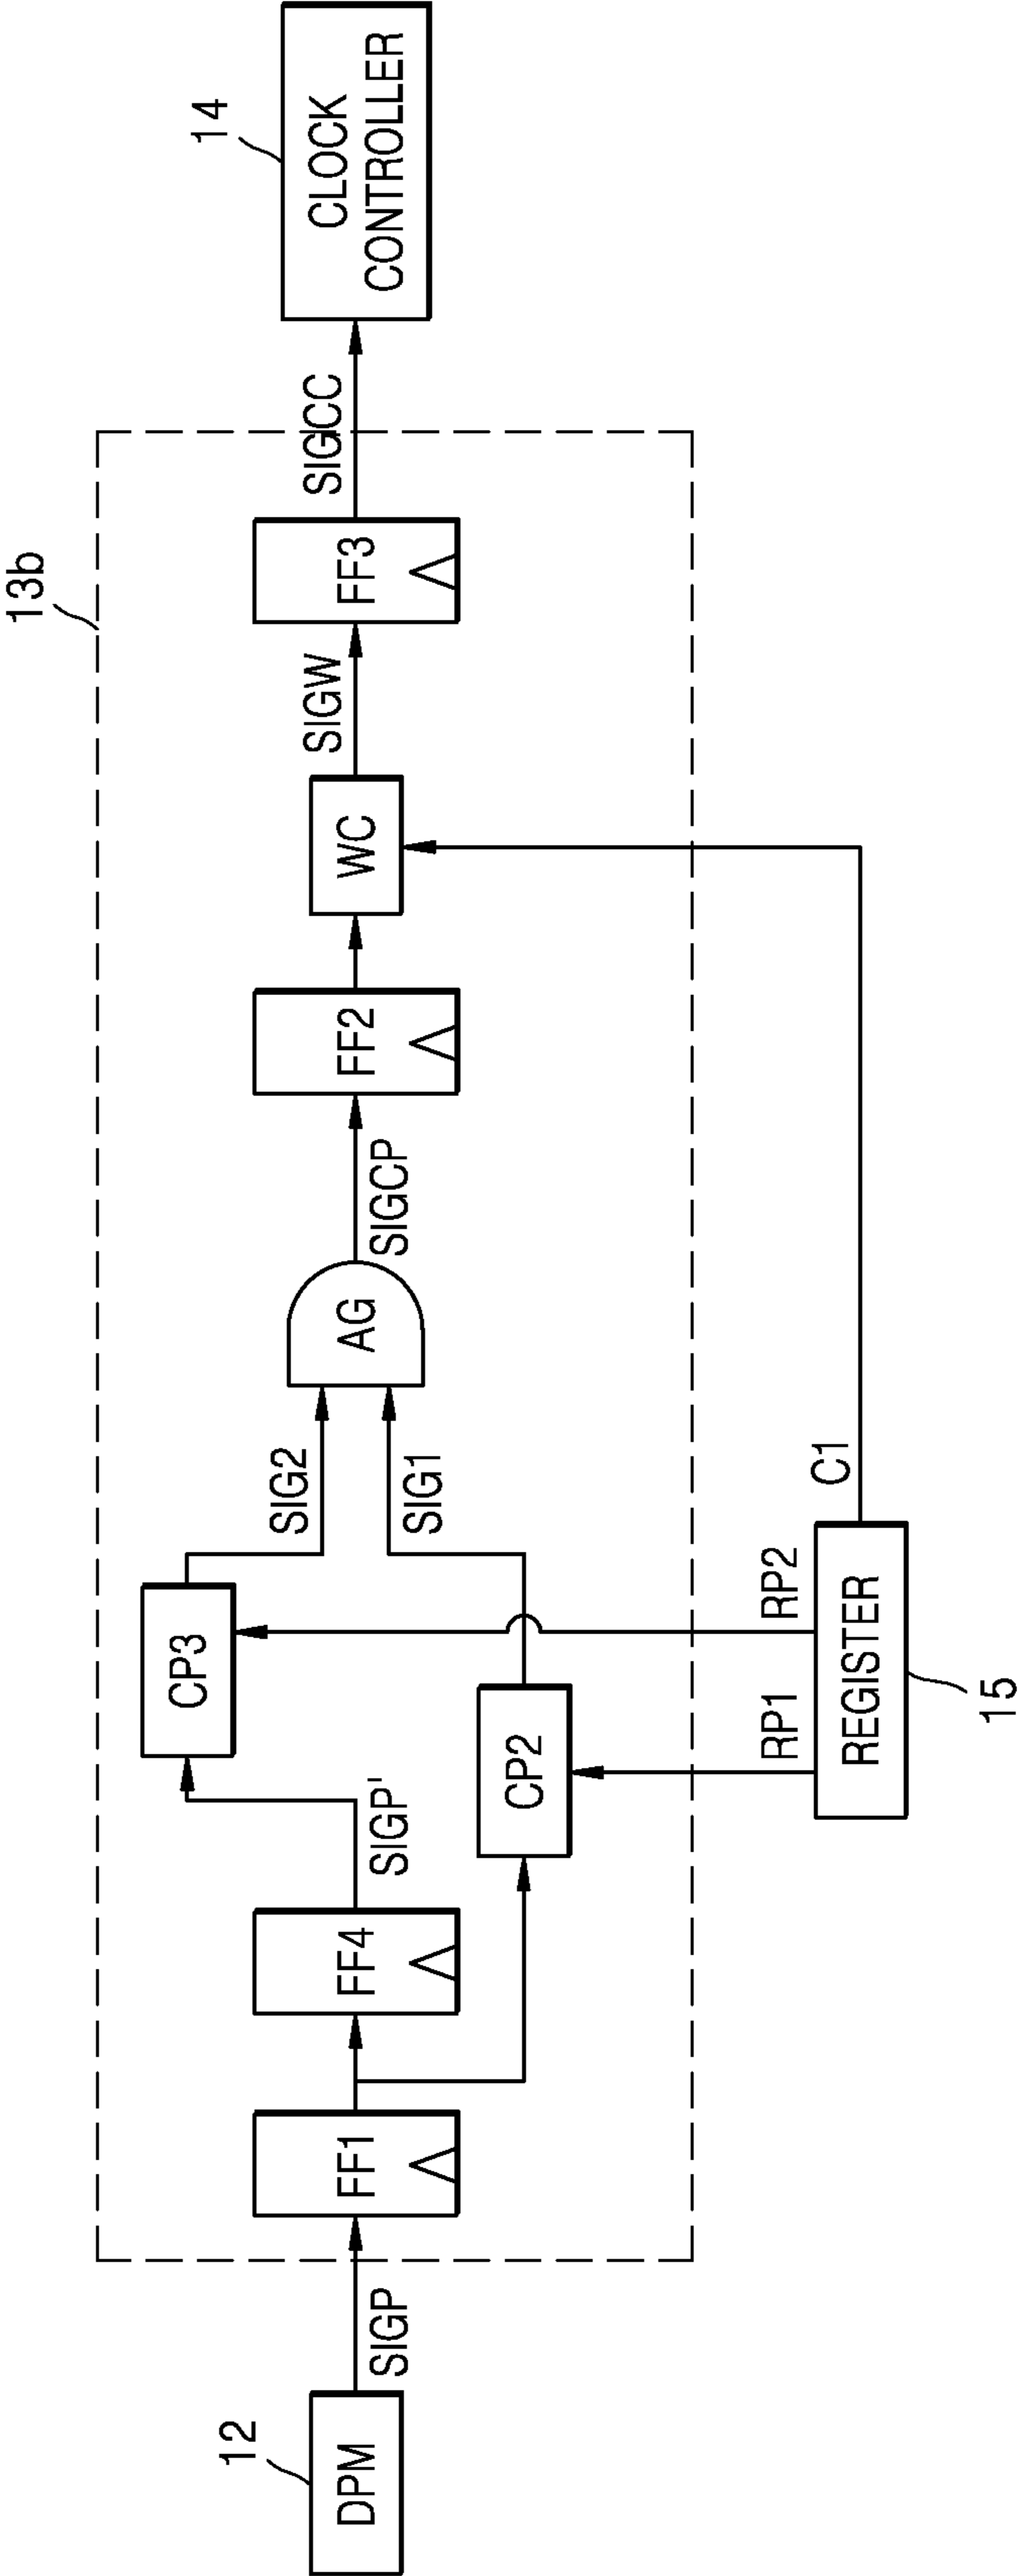 13b
12
DPM
SIGP
FF1
FF4
SIGP'
CP3
CP2
SIG2
SIG1
AG
SIGCP
FF2
WC
SIGW
FF3
SIGCC
14
CLOCK
CONTROLLER
RP1
RP2
C1
REGISTER
15